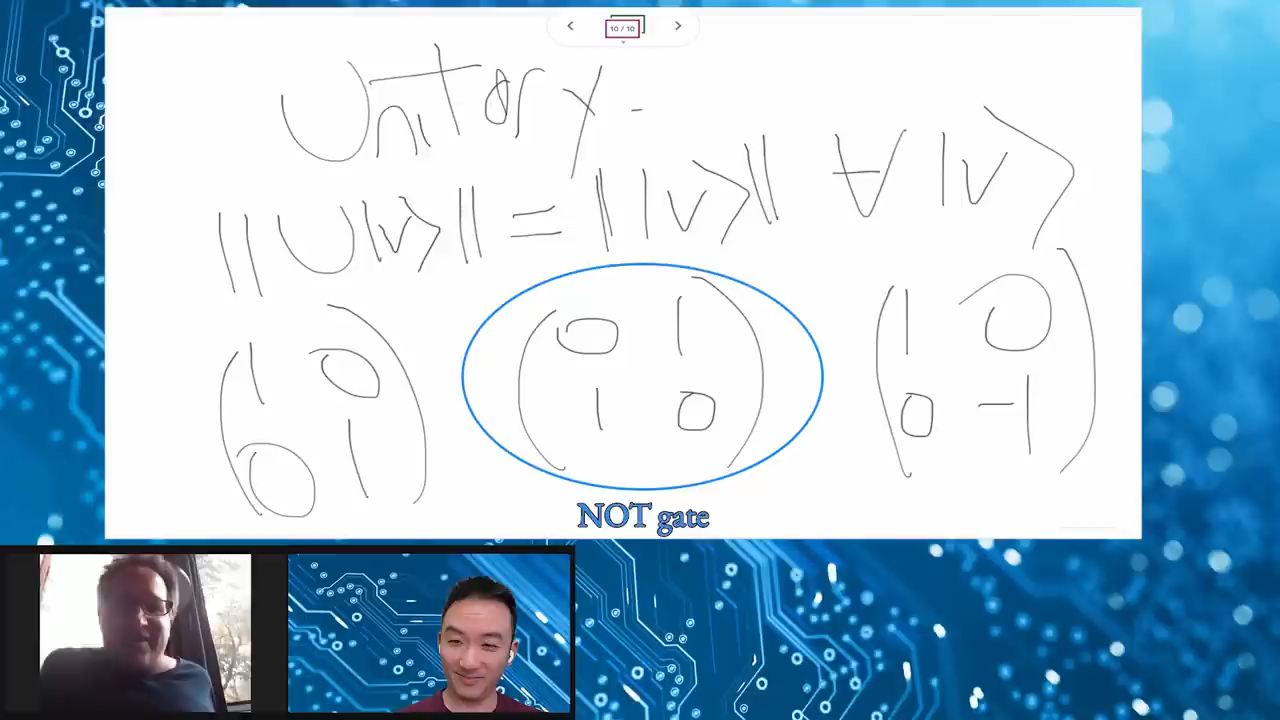 10 / 10
Unitary.
||U|v⟩|| = |||v⟩|| ∀ |v⟩
(1 0 (0 1 (1 0
0 1) 1 0) 0 -1)
NOT gate